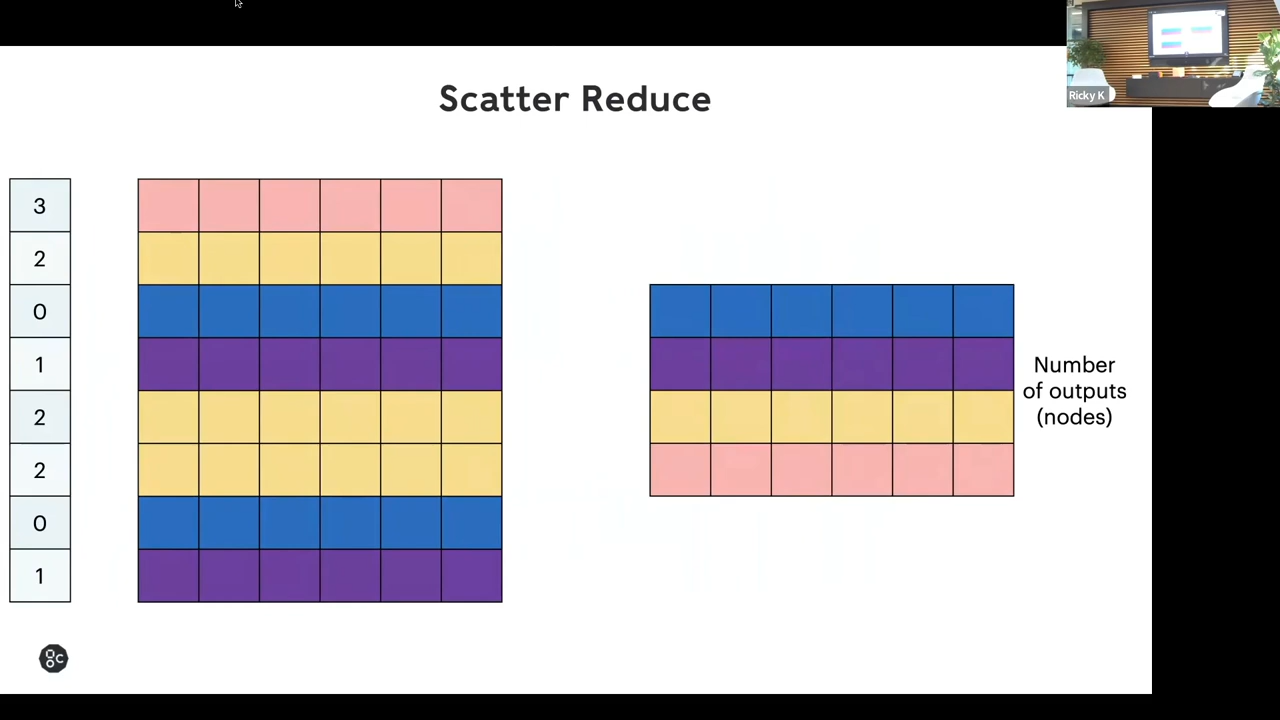 Scatter Reduce
Ricky K
3
2
0
1
2
2
0
1
Number
of outputs
(nodes)